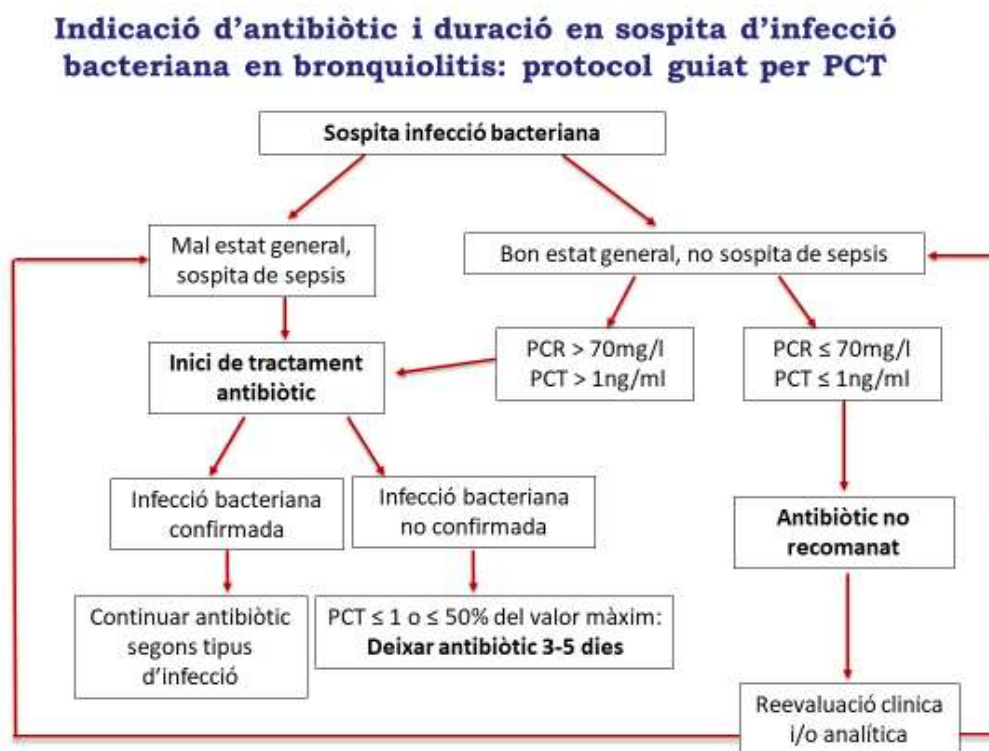 Indicació d’antibiòtic i duració en sospita d’infecció
bacteriana en bronquiolitis: protocol guiat per PCT
Sospita infecció bacteriana
Mal estat general,
sospita de sepsis
Bon estat general, no sospita de sepsis
Inici de tractament
antibiòtic
PCR > 70mg/l
PCT > 1ng/ml
PCR ≤ 70mg/l
PCT ≤ 1ng/ml
Infecció bacteriana
confirmada
Infecció bacteriana
no confirmada
Antibiòtic no
recomanat
Continuar antibiòtic
segons tipus
d’infecció
PCT ≤ 1 o ≤ 50% del valor màxim:
Deixar antibiòtic 3-5 dies
Reevaluació clinica
i/o analítica